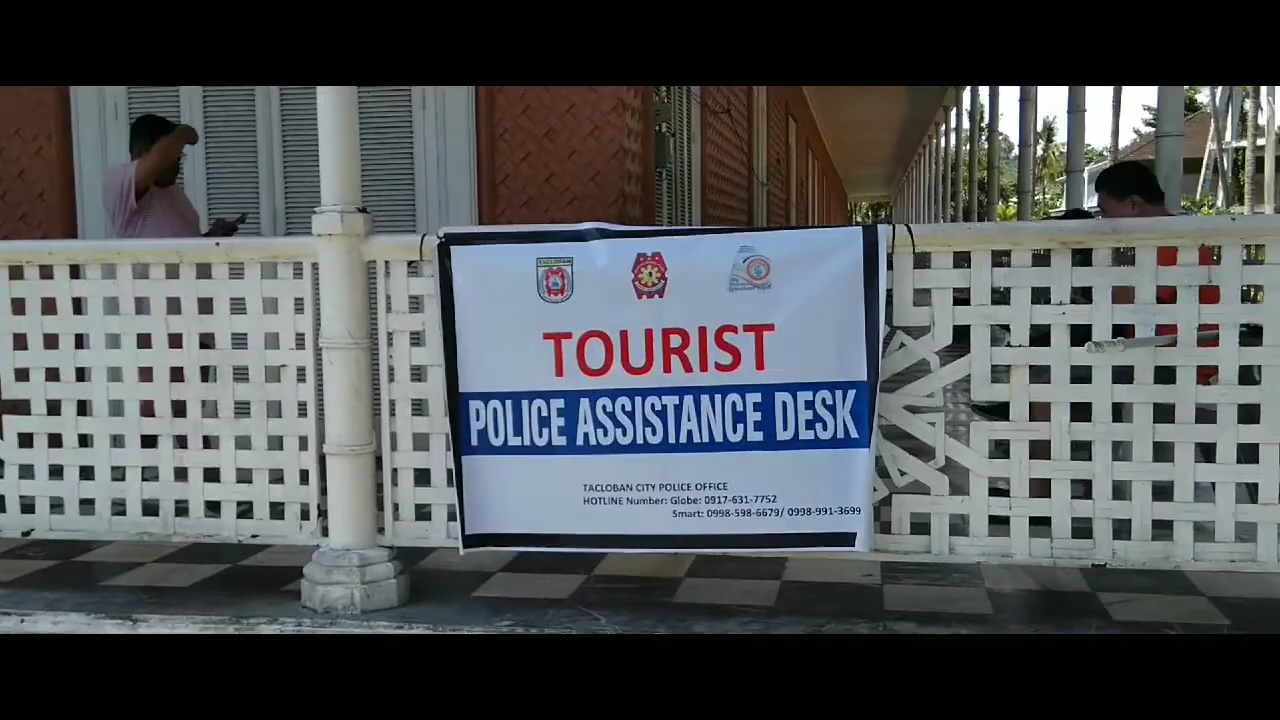 TACLOBAN
TOURIST
POLICE ASSISTANCE DESK
TACLOBAN CITY POLICE OFFICE
HOTLINE Number: Globe: 0917-631-7752
Smart: 0998-598-6679/ 0998-991-3699